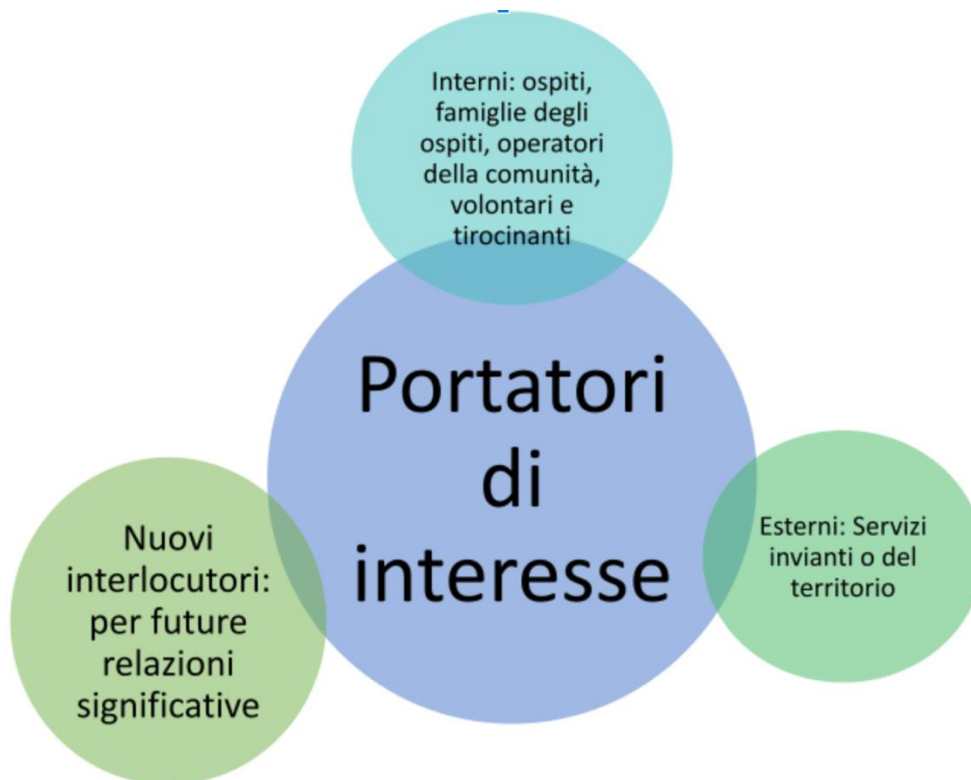 Interni: ospiti,
famiglie degli
ospiti, operatori
della comunità,
volontari e
tirocinanti
Portatori
di
interesse
Esterni: Servizi
invianti o del
territorio
Nuovi
interlocutori:
per future
relazioni
significative